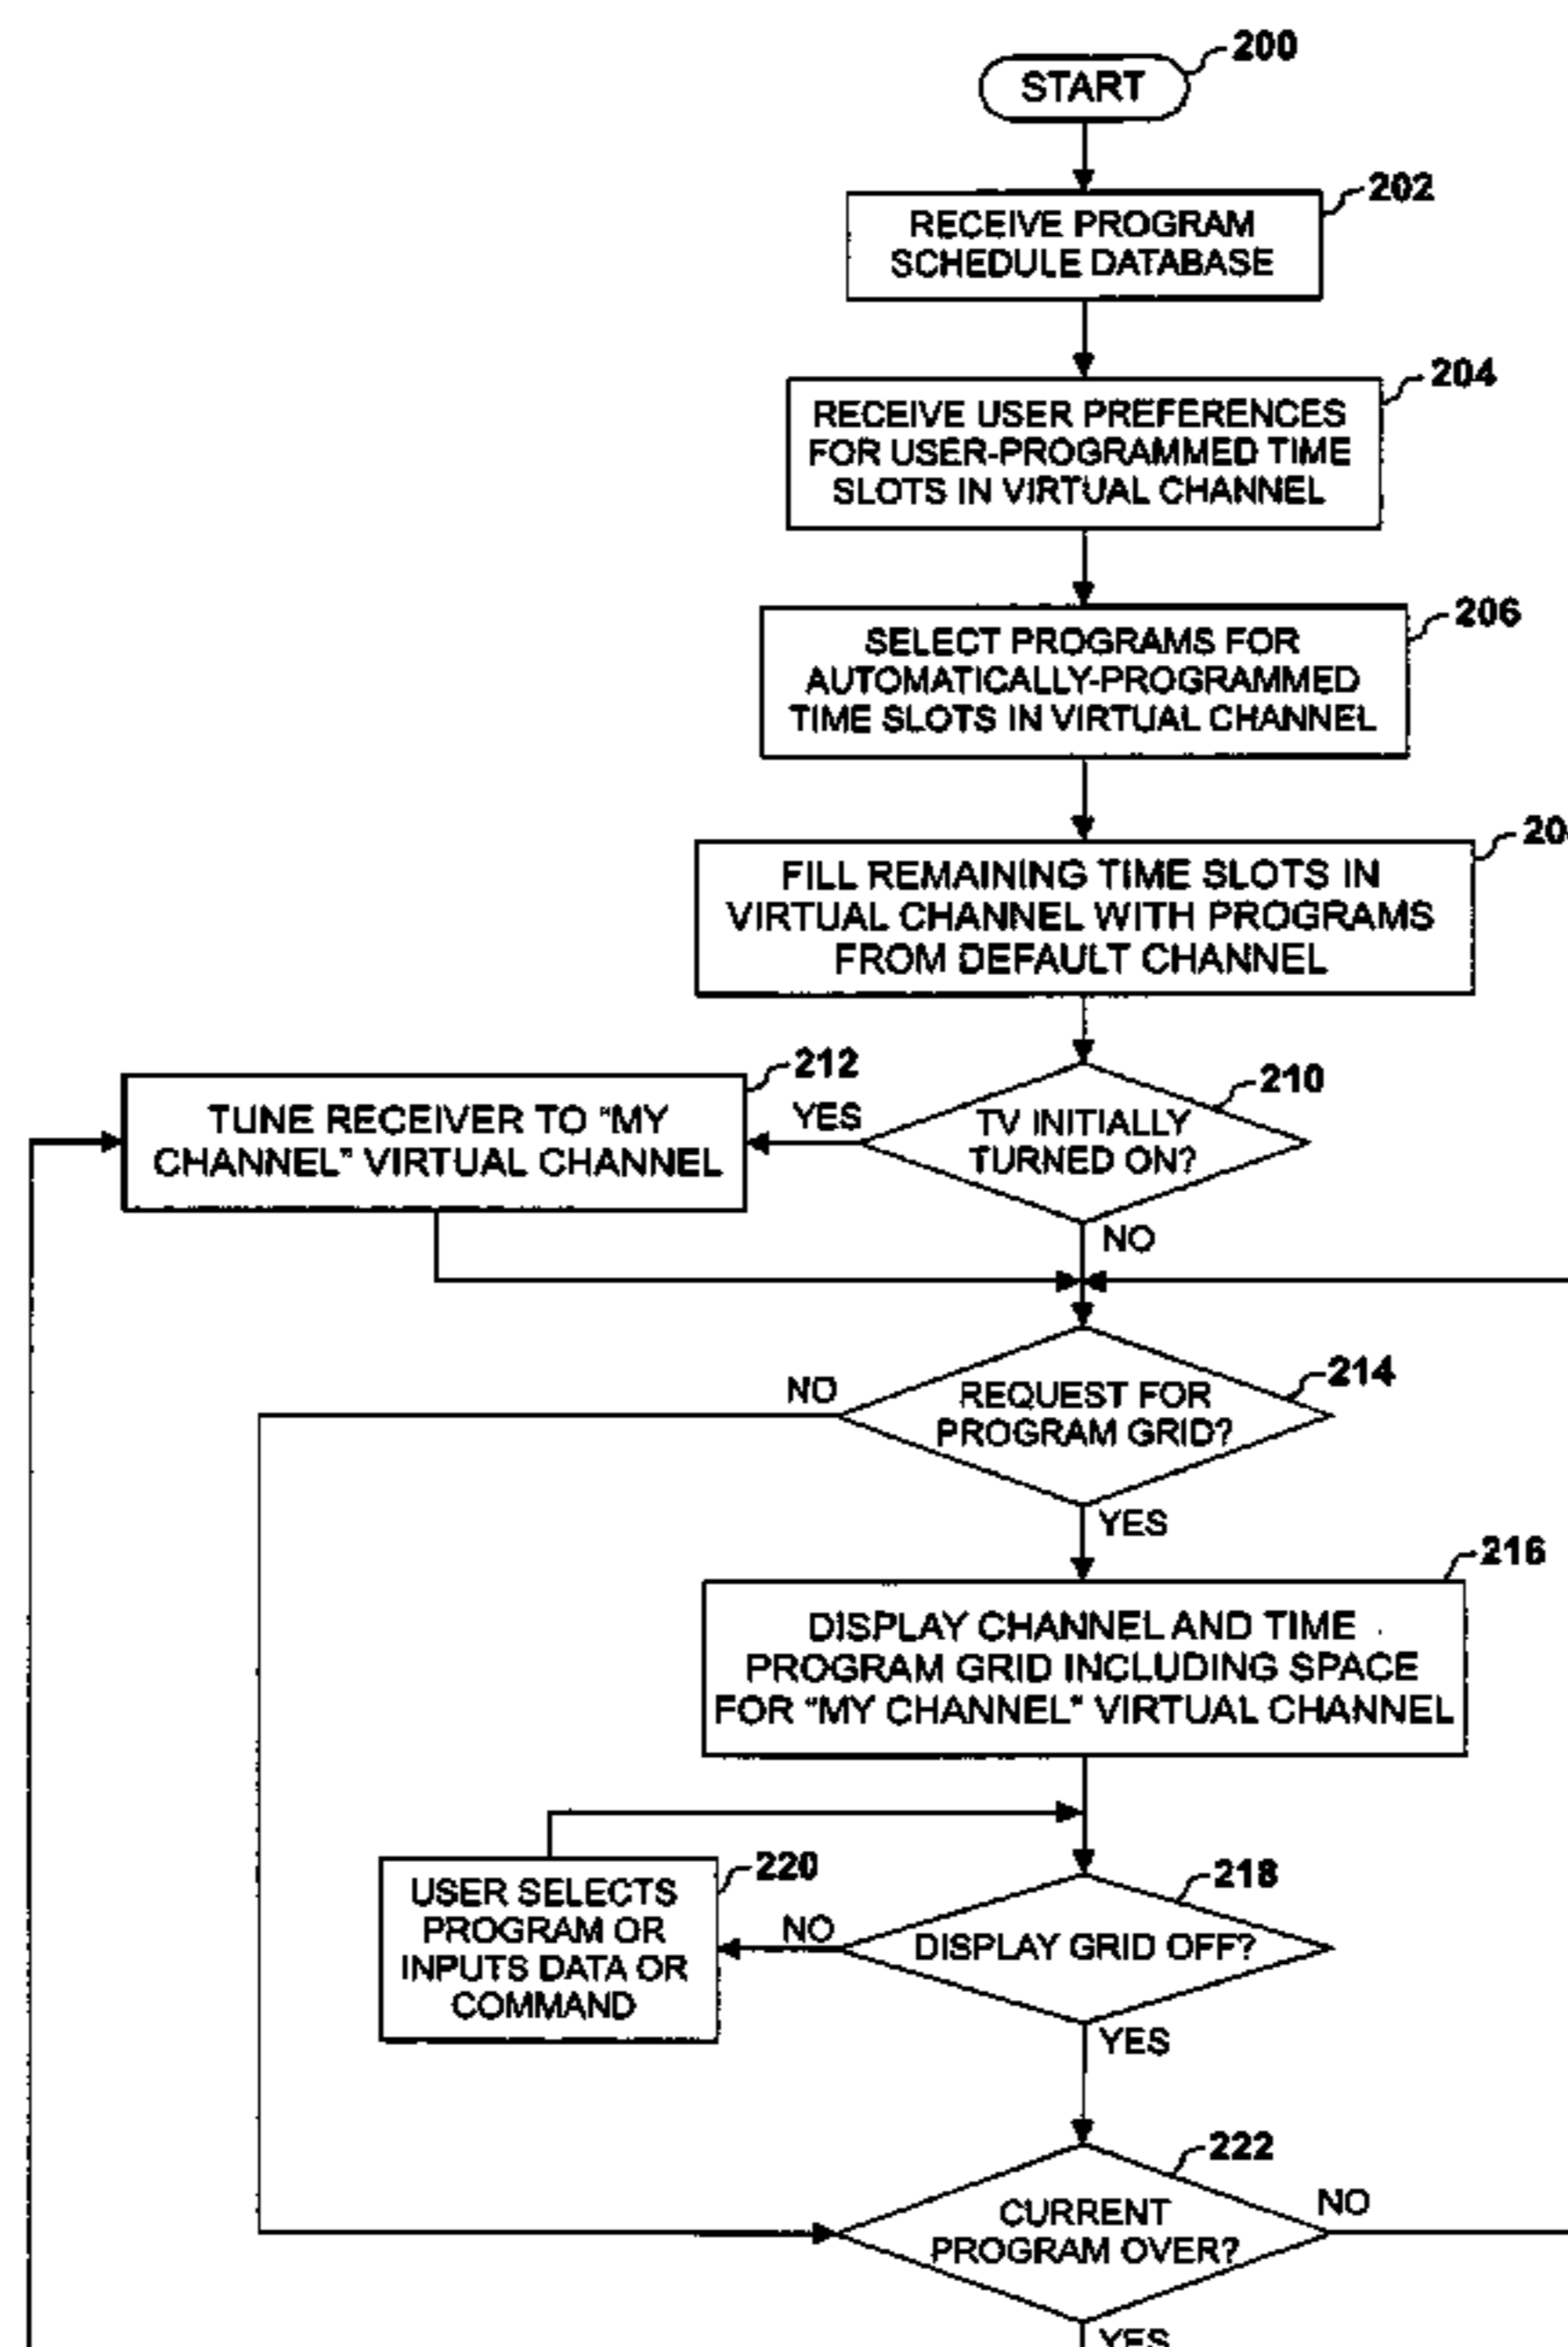 START
200
RECEIVE PROGRAM
SCHEDULE DATABASE
202
RECEIVE USER PREFERENCES
FOR USER-PROGRAMMED TIME
SLOTS IN VIRTUAL CHANNEL
204
SELECT PROGRAMS FOR
AUTOMATICALLY-PROGRAMMED
TIME SLOTS IN VIRTUAL CHANNEL
206
FILL REMAINING TIME SLOTS IN
VIRTUAL CHANNEL WITH PROGRAMS
FROM DEFAULT CHANNEL
TV INITIALLY
TURNED ON?
210
YES
NO
TUNE RECEIVER TO "MY
CHANNEL" VIRTUAL CHANNEL
212
REQUEST FOR
PROGRAM GRID?
214
NO
YES
DISPLAY CHANNEL AND TIME
PROGRAM GRID INCLUDING SPACE
FOR "MY CHANNEL" VIRTUAL CHANNEL
216
DISPLAY GRID OFF?
218
NO
YES
USER SELECTS
PROGRAM OR
INPUTS DATA OR
COMMAND
220
CURRENT
PROGRAM OVER?
222
NO
YES